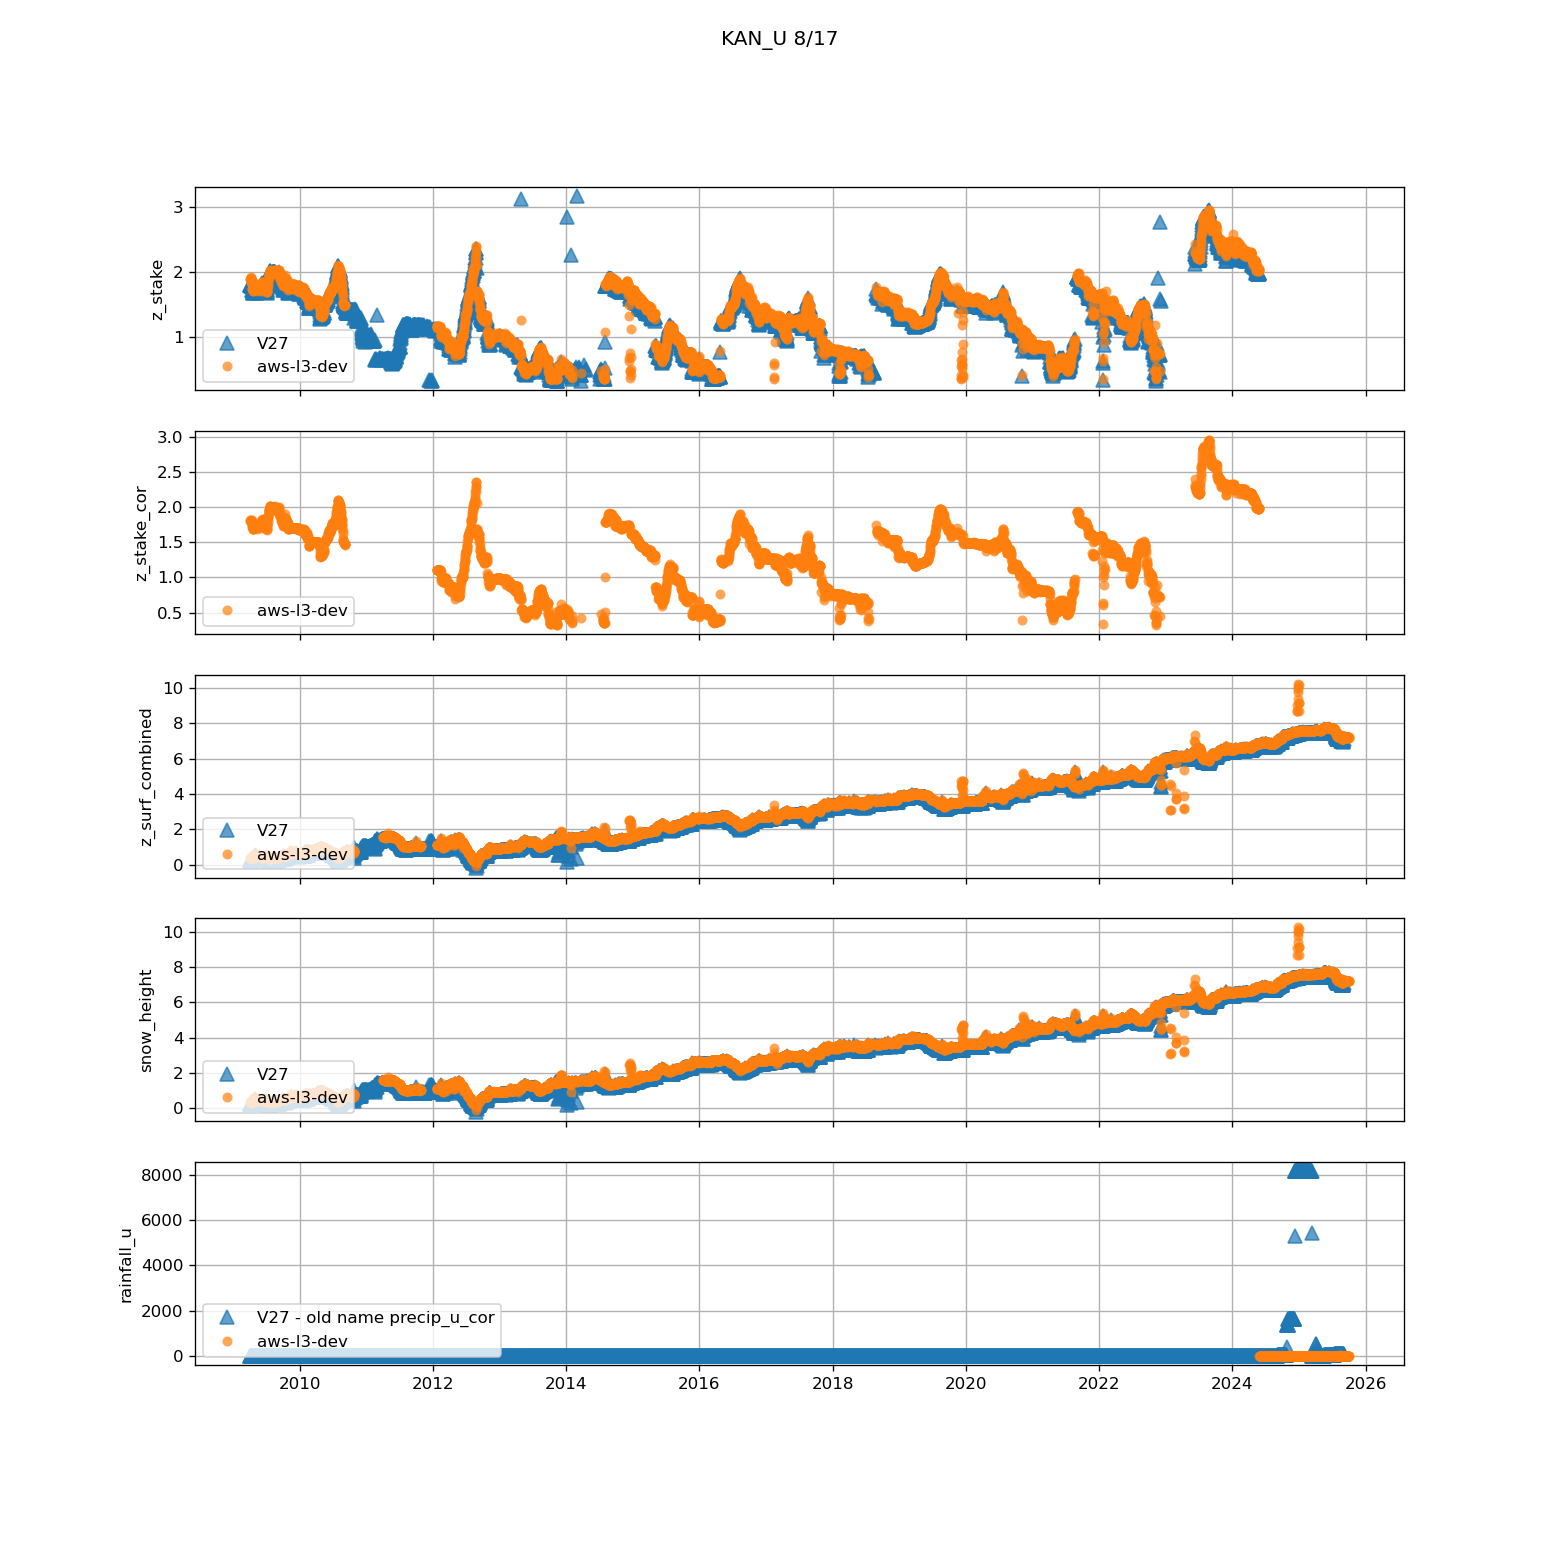 KAN_U 8/17
z_stake
3
2
1
V27
aws-l3-dev
z_stake_cor
3.0
2.5
2.0
1.5
1.0
0.5
aws-l3-dev
z_surf_combined
10
8
6
4
2
0
V27
aws-l3-dev
snow_height
10
8
6
4
2
0
V27
aws-l3-dev
rainfall_u
8000
6000
4000
2000
0
V27 - old name precip_u_cor
aws-l3-dev
2010 2012 2014 2016 2018 2020 2022 2024 2026